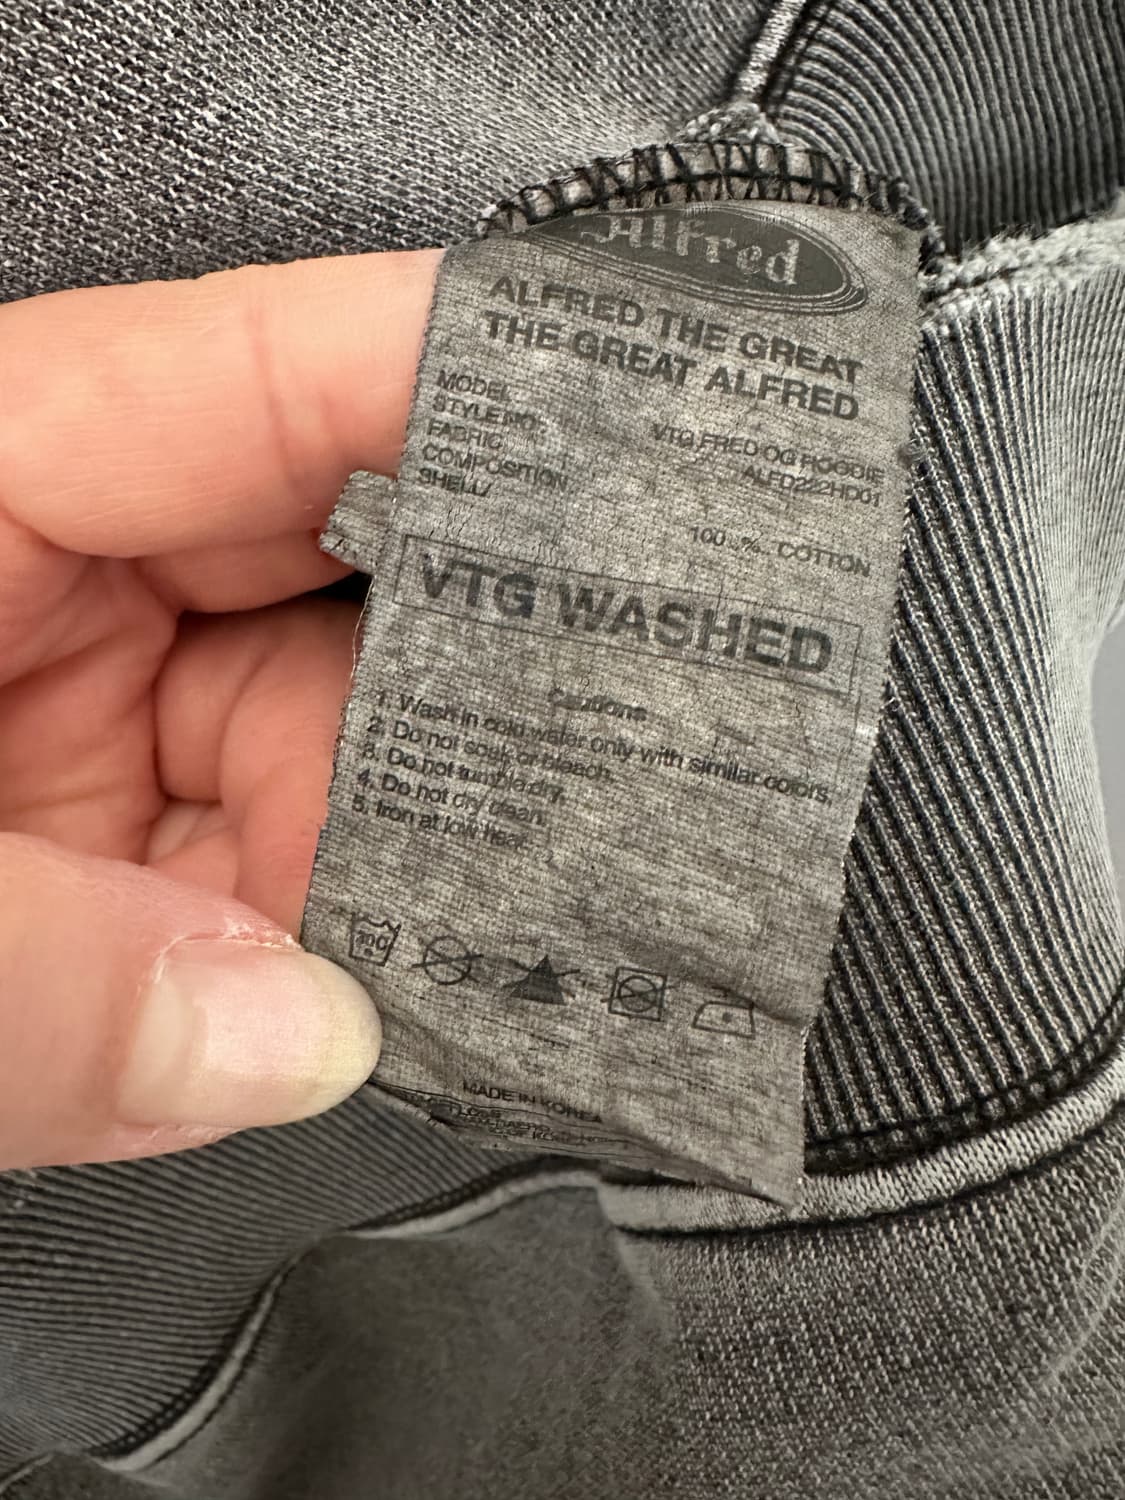 Alfred
ALFRED THE GREAT
THE GREAT ALFRED
MODEL
STYLE NO.
FABRIC
COMPOSITION
SHELL/
VTG FRED OG HOODIE
ALFD222HD01
100 % COTTON
VTG WASHED
Cautions
1. Wash in cold water only with similar colors.
2. Do not soak or bleach.
3. Do not tumble dry.
4. Do not dry clean.
5. Iron at low heat.
MADE IN KOREA